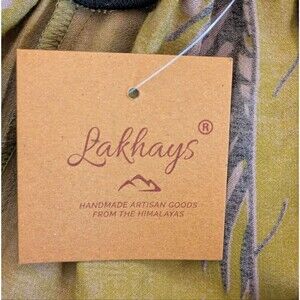 Lakhays®
HANDMADE ARTISAN GOODS
FROM THE HIMALAYAS